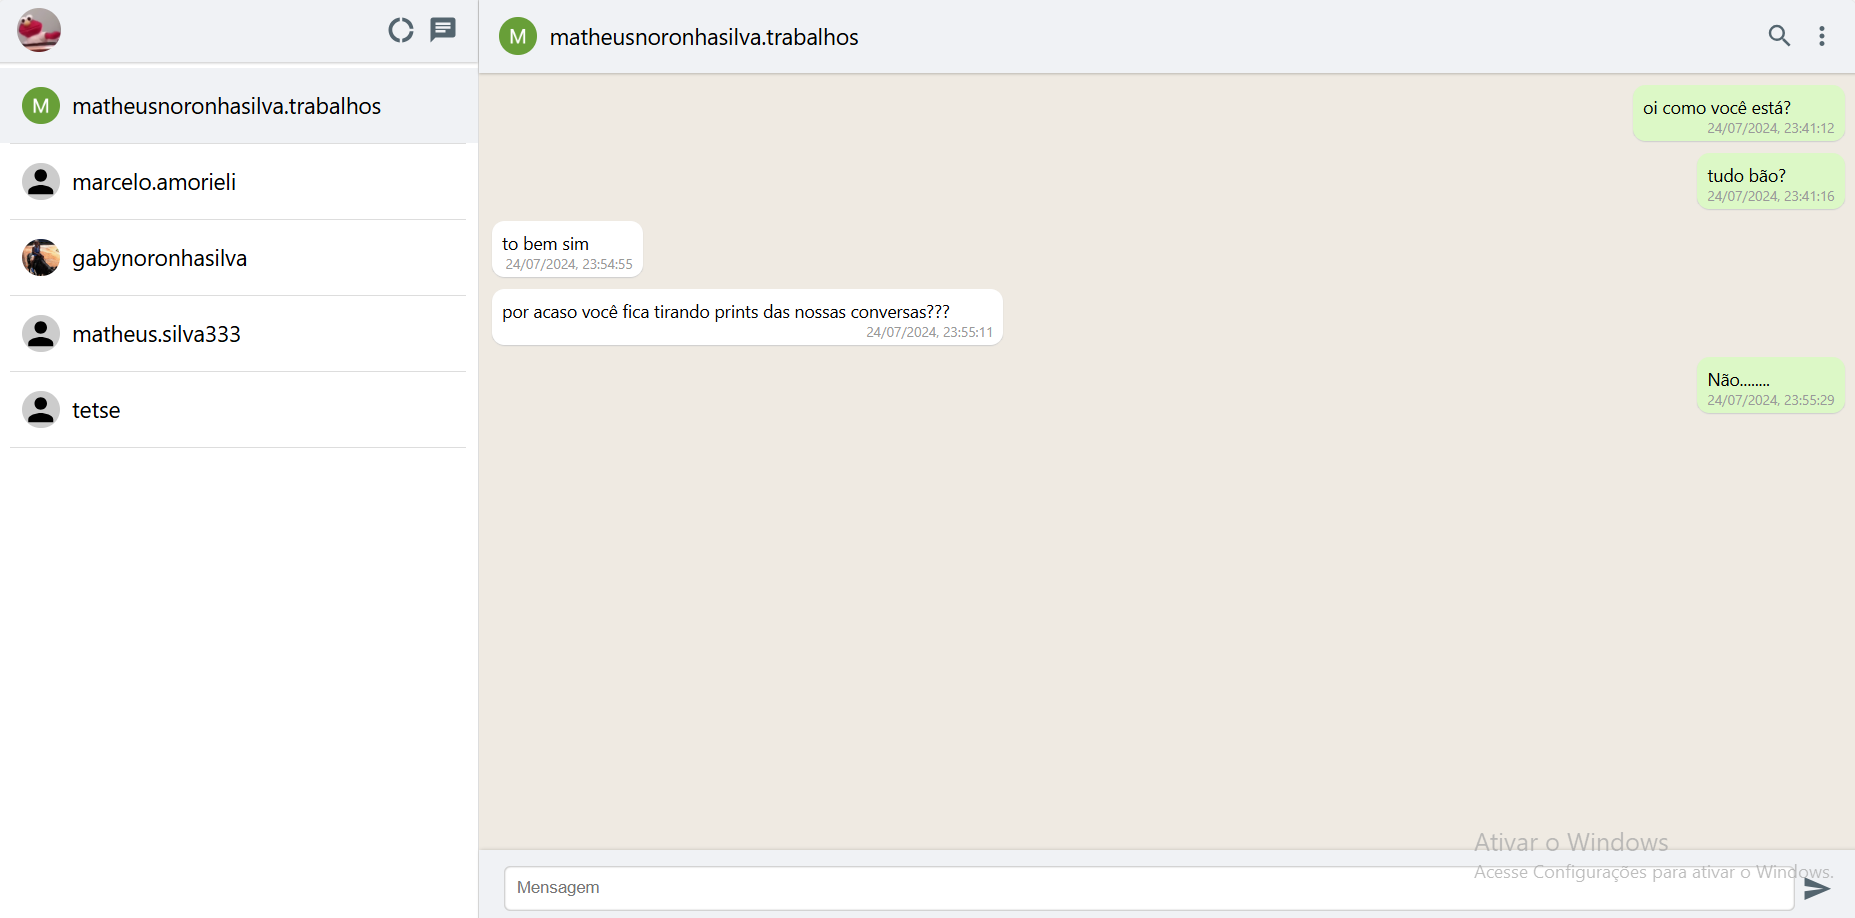 M matheusnoronhasilva.trabalhos
marcelo.amorieli
gabynoronhasilva
matheus.silva333
tetse
M matheusnoronhasilva.trabalhos
oi como você está?
24/07/2024, 23:41:12
tudo bão?
24/07/2024, 23:41:16
to bem sim
24/07/2024, 23:54:55
por acaso você fica tirando prints das nossas conversas???
24/07/2024, 23:55:11
Não........
24/07/2024, 23:55:29
Ativar o Windows
Acesse Configurações para ativar o Windows.
Mensagem